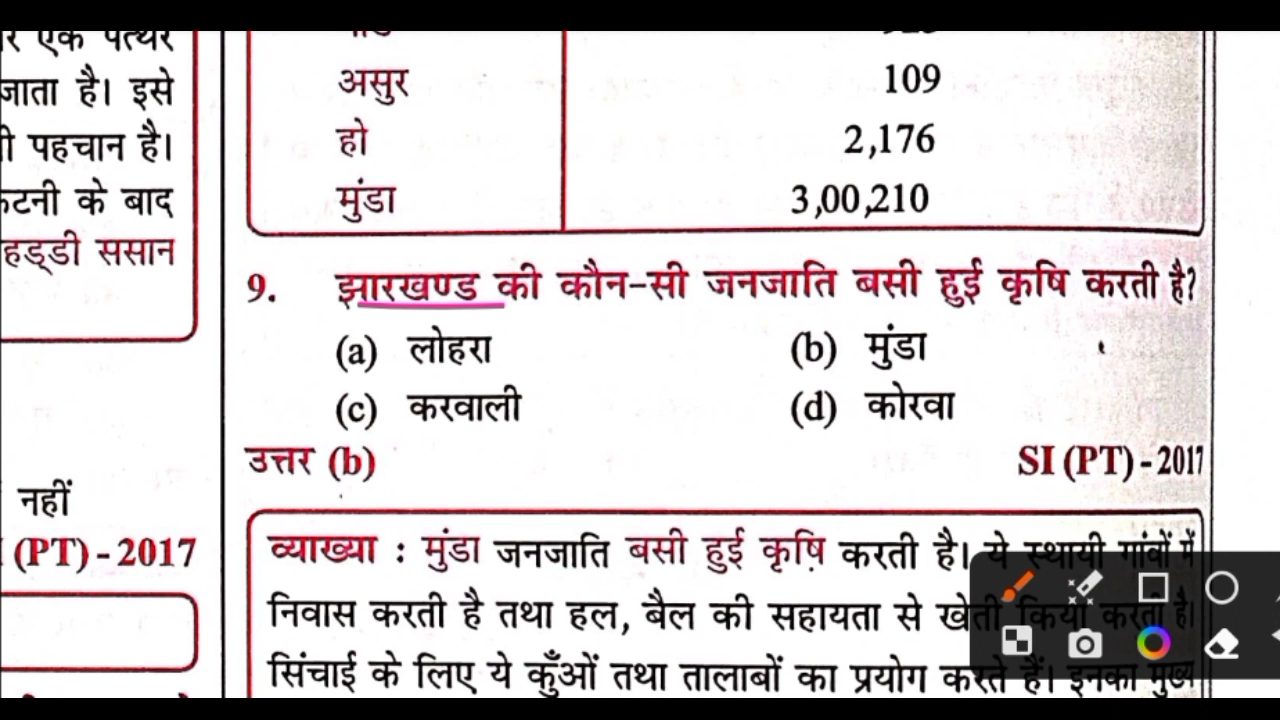 एक पत्थर
जाता है। इसे
पहचान है।
के बाद
हड्डी ससान
नहीं
(PT) - 2017
असुर 109
हो 2,176
मुंडा 3,00,210
9. झारखण्ड की कौन-सी जनजाति बसी हुई कृषि करती है?
(a) लोहरा (b) मुंडा
(c) करवाली (d) कोरवा
उत्तर (b) SI (PT) - 2017
व्याख्या : मुंडा जनजाति बसी हुई कृषि करती है। ये स्थायी गांवों में
निवास करती है तथा हल, बैल की सहायता से खेती किया करता है।
सिंचाई के लिए ये कुँओं तथा तालाबों का प्रयोग करते हैं। इनका मुख्य